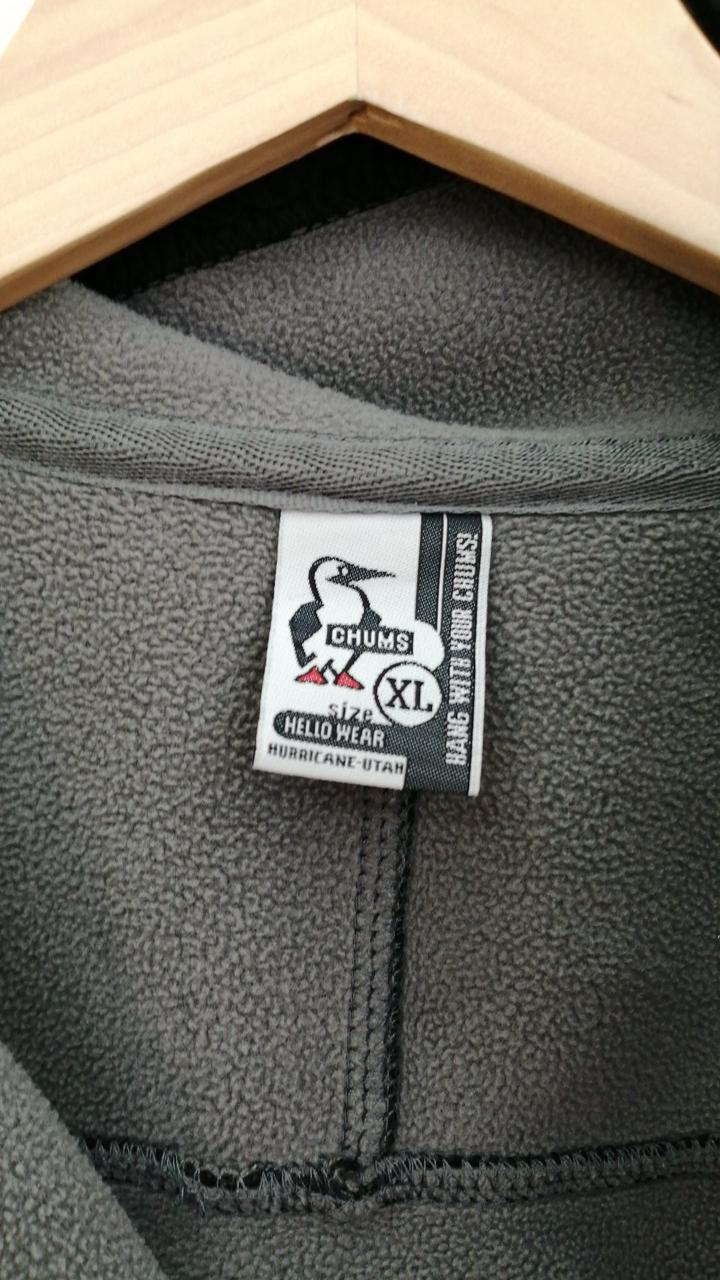 CHUMS
XL
size
HELLO WEAR
HURRICANE-UTAH
HANG WITH YOUR CHUMS!